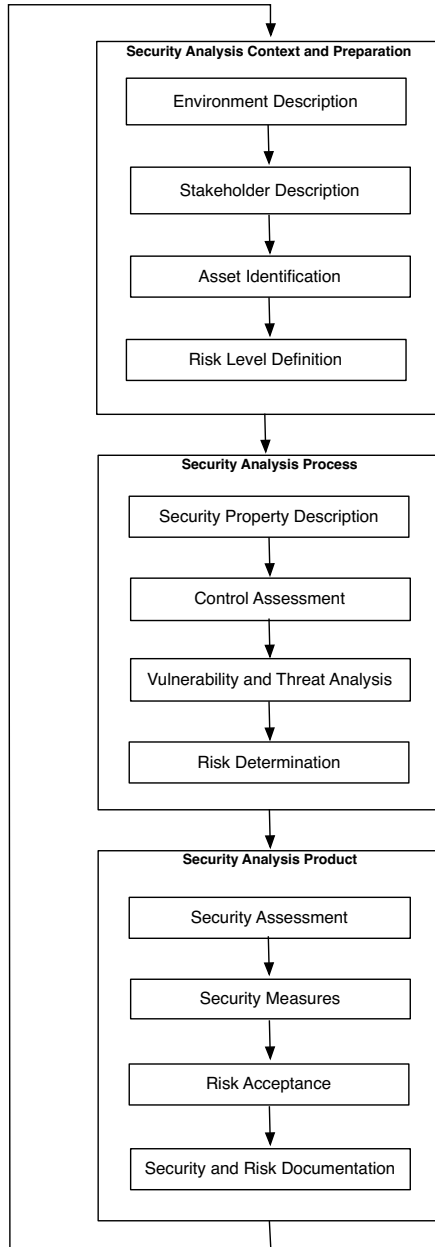 Security Analysis Context and Preparation
Environment Description
Stakeholder Description
Asset Identification
Risk Level Definition
Security Analysis Process
Security Property Description
Control Assessment
Vulnerability and Threat Analysis
Risk Determination
Security Analysis Product
Security Assessment
Security Measures
Risk Acceptance
Security and Risk Documentation